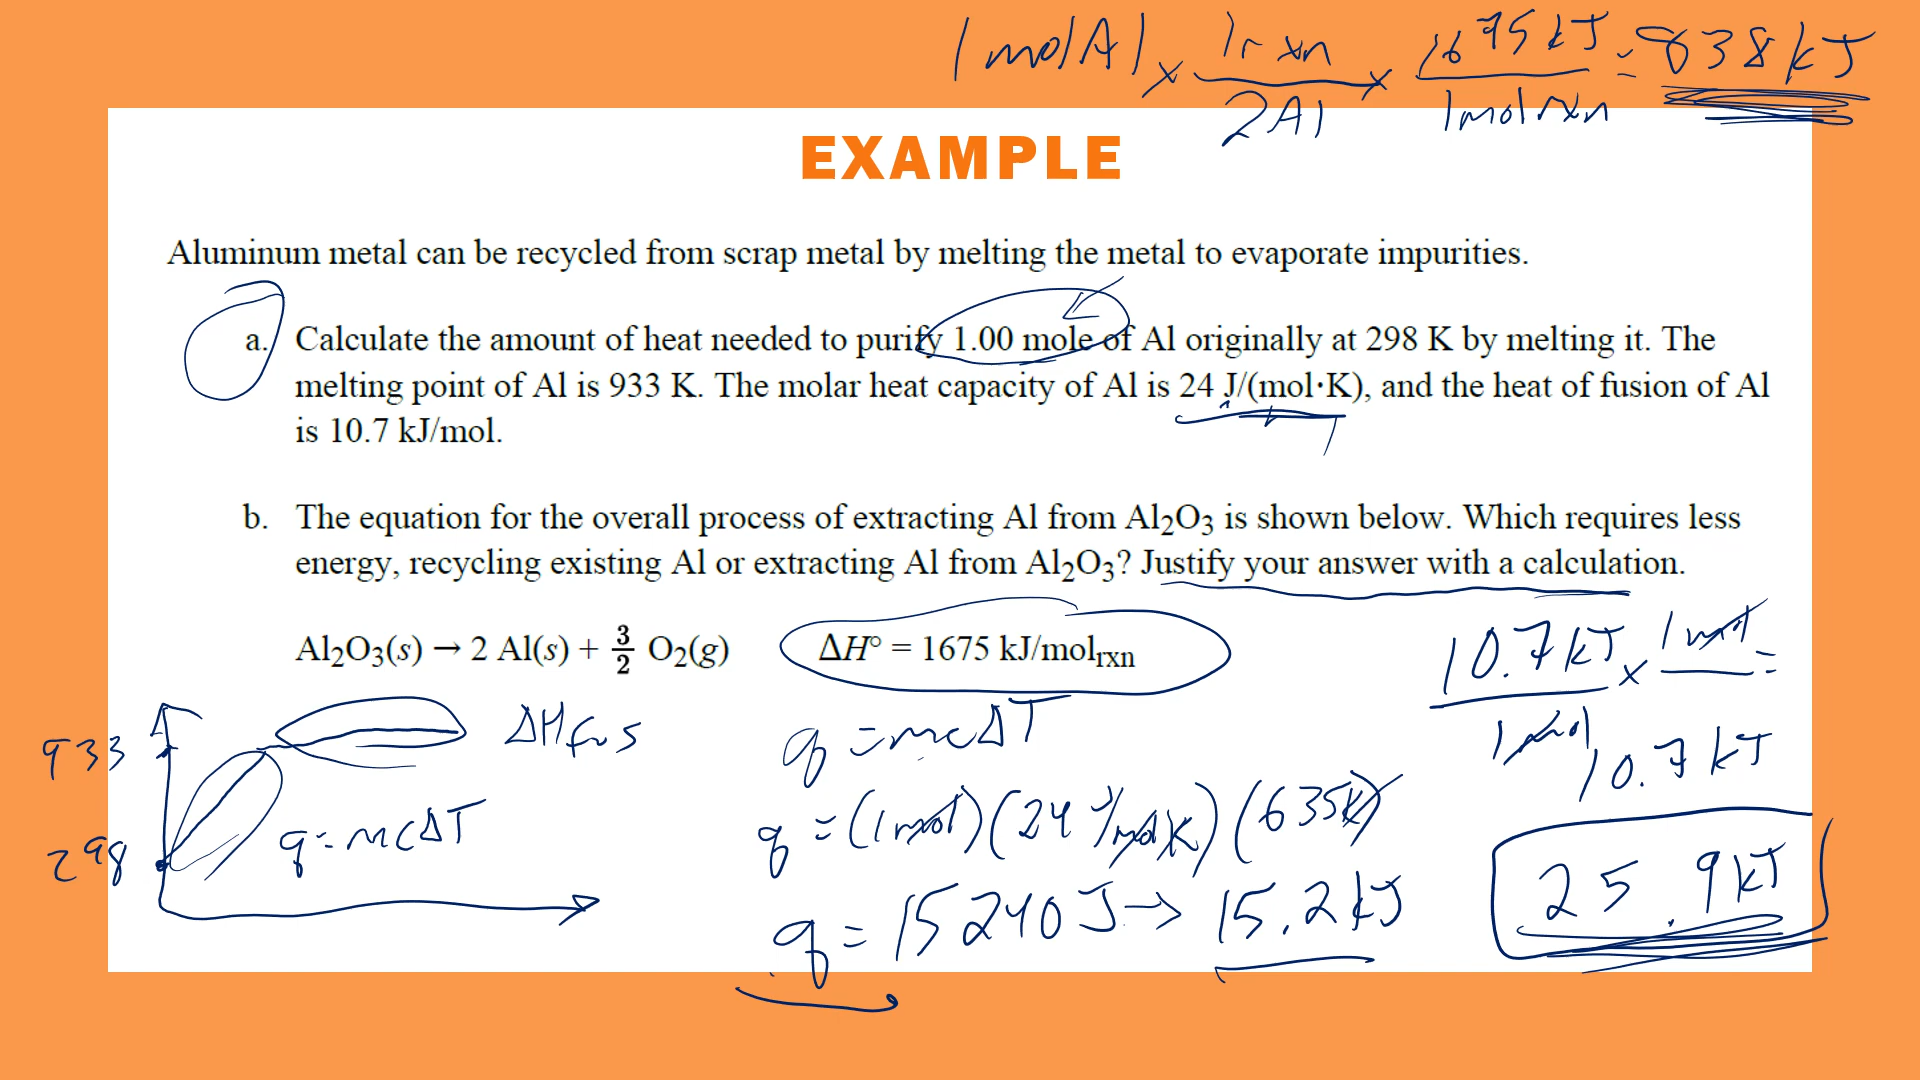 1 mol Al × 1 rxn / 2 Al × 1675 kJ / 1 mol rxn = 838 kJ
EXAMPLE
Aluminum metal can be recycled from scrap metal by melting the metal to evaporate impurities.
a. Calculate the amount of heat needed to purify 1.00 mole of Al originally at 298 K by melting it. The
melting point of Al is 933 K. The molar heat capacity of Al is 24 J/(mol·K), and the heat of fusion of Al
is 10.7 kJ/mol.
b. The equation for the overall process of extracting Al from Al₂O₃ is shown below. Which requires less
energy, recycling existing Al or extracting Al from Al₂O₃? Justify your answer with a calculation.
Al₂O₃(s) → 2 Al(s) + 3/2 O₂(g) ΔH° = 1675 kJ/molrxn
10.7 kJ / 1 mol × 1 mol =
10.7 kJ
933
ΔHfus
298
q = mcΔT
q = mcΔT
q = (1 mol)(24 J/mol K)(635 K)
q = 15240 J → 15.2 kJ
25.9 kJ